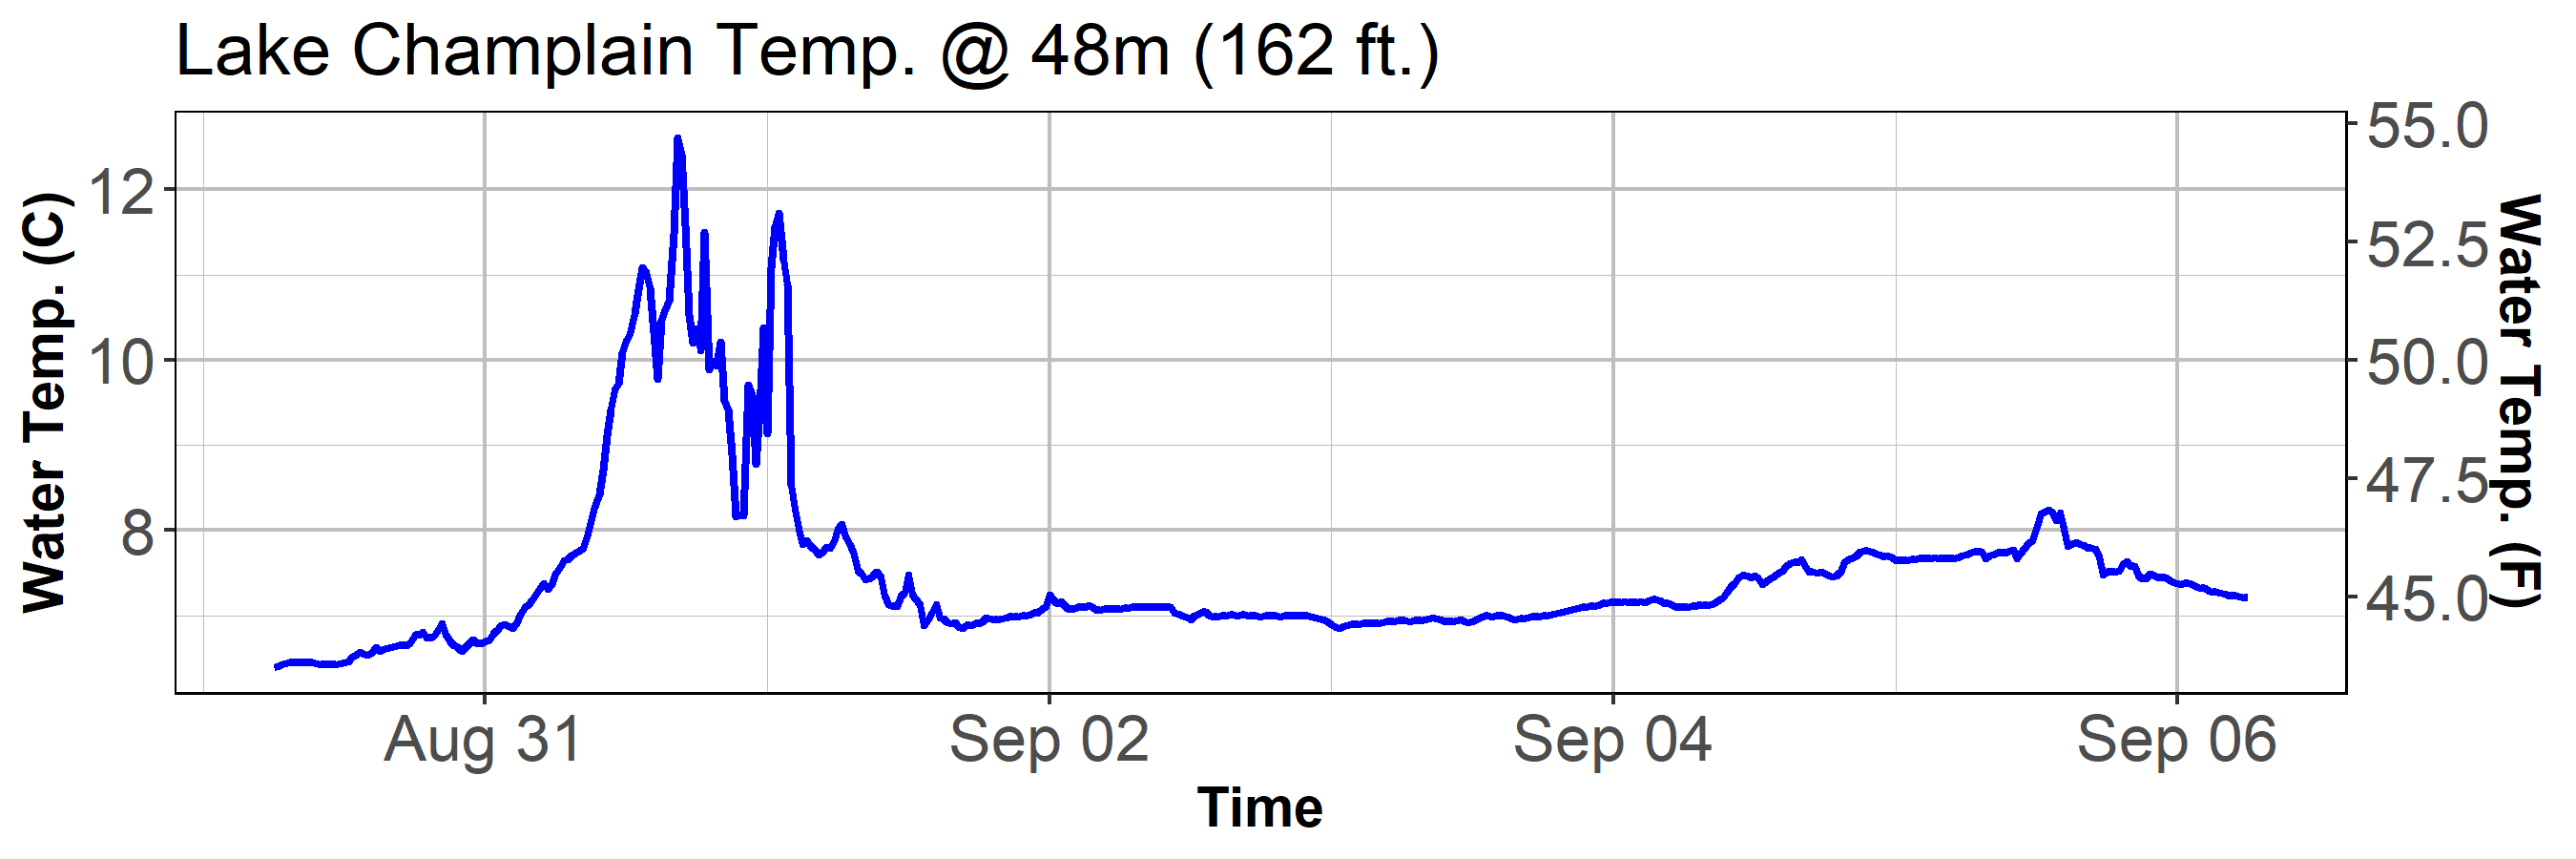 Lake Champlain Temp. @ 48m (162 ft.)
Water Temp. (C)
12
10
8
55.0
52.5
50.0
47.5
45.0
Water Temp. (F)
Aug 31
Sep 02
Sep 04
Sep 06
Time